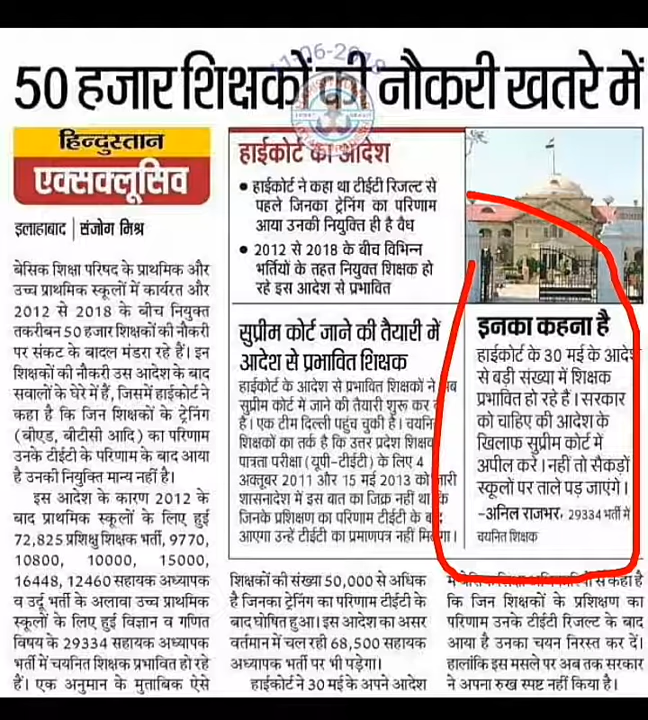 11-06-2018
50 हजार शिक्षकों की नौकरी खतरे में
हिन्दुस्तान
एक्सक्लूसिव
इलाहाबाद | संजोग मिश्र
बेसिक शिक्षा परिषद के प्राथमिक और
उच्च प्राथमिक स्कूलों में कार्यरत और
2012 से 2018 के बीच नियुक्त
तकरीबन 50 हजार शिक्षकों की नौकरी
पर संकट के बादल मंडरा रहे हैं। इन
शिक्षकों की नौकरी उस आदेश के बाद
सवालों के घेरे में हैं, जिसमें हाईकोर्ट ने
कहा है कि जिन शिक्षकों के ट्रेनिंग
(बीएड, बीटीसी आदि) का परिणाम
उनके टीईटी के परिणाम के बाद आया
है उनकी नियुक्ति मान्य नहीं है।
इस आदेश के कारण 2012 के
बाद प्राथमिक स्कूलों के लिए हुई
72,825 प्रशिक्षु शिक्षक भर्ती, 9770,
10800, 10000, 15000,
16448, 12460 सहायक अध्यापक
व उर्दू भर्ती के अलावा उच्च प्राथमिक
स्कूलों के लिए हुई विज्ञान व गणित
विषय के 29334 सहायक अध्यापक
भर्ती में चयनित शिक्षक प्रभावित हो रहे
हैं। एक अनुमान के मुताबिक ऐसे
हाईकोर्ट का आदेश
• हाईकोर्ट ने कहा था टीईटी रिजल्ट से
पहले जिनका ट्रेनिंग का परिणाम
आया उनकी नियुक्ति ही है वैध
• 2012 से 2018 के बीच विभिन्न
भर्तियों के तहत नियुक्त शिक्षक हो
रहे इस आदेश से प्रभावित
सुप्रीम कोर्ट जाने की तैयारी में
आदेश से प्रभावित शिक्षक
हाईकोर्ट के आदेश से प्रभावित शिक्षकों ने अब
सुप्रीम कोर्ट में जाने की तैयारी शुरू कर
है। एक टीम दिल्ली पहुंच चुकी है। चयनित
शिक्षकों का तर्क है कि उत्तर प्रदेश शिक्षक
पात्रता परीक्षा (यूपी-टीईटी) के लिए 4
अक्तूबर 2011 और 15 मई 2013 को जारी
शासनादेश में इस बात का जिक्र नहीं था कि
जिनके प्रशिक्षण का परिणाम टीईटी के बाद
आएगा उन्हें टीईटी का प्रमाणपत्र नहीं मिलेगा।
इनका कहना है
हाईकोर्ट के 30 मई के आदेश
से बड़ी संख्या में शिक्षक
प्रभावित हो रहे हैं। सरकार
को चाहिए की आदेश के
खिलाफ सुप्रीम कोर्ट में
अपील करे। नहीं तो सैकड़ों
स्कूलों पर ताले पड़ जाएंगे।
-अनिल राजभर, 29334 भर्ती में
चयनित शिक्षक
शिक्षकों की संख्या 50,000 से अधिक
है जिनका ट्रेनिंग का परिणाम टीईटी के
बाद घोषित हुआ। इस आदेश का असर
वर्तमान में चल रही 68,500 सहायक
अध्यापक भर्ती पर भी पड़ेगा।
हाईकोर्ट ने 30 मई के अपने आदेश
में बेसिक शिक्षा अधिकारियों से कहा है
कि जिन शिक्षकों के प्रशिक्षण का
परिणाम उनके टीईटी रिजल्ट के बाद
आया है उनका चयन निरस्त कर दें।
हालांकि इस मसले पर अब तक सरकार
ने अपना रुख स्पष्ट नहीं किया है।